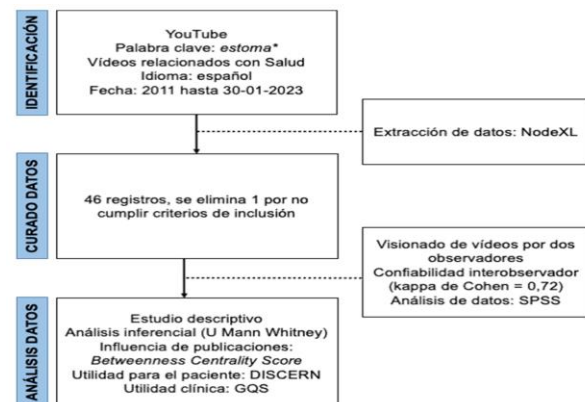 IDENTIFICACIÓN
YouTube
Palabra clave: estoma*
Vídeos relacionados con Salud
Idioma: español
Fecha: 2011 hasta 30-01-2023
Extracción de datos: NodeXL
CURADO DATOS
46 registros, se elimina 1 por no
cumplir criterios de inclusión
Visionado de vídeos por dos
observadores
Confiabilidad interobservador
(kappa de Cohen = 0,72)
Análisis de datos: SPSS
ANÁLISIS DATOS
Estudio descriptivo
Análisis inferencial (U Mann Whitney)
Influencia de publicaciones:
Betweenness Centrality Score
Utilidad para el paciente: DISCERN
Utilidad clínica: GQS